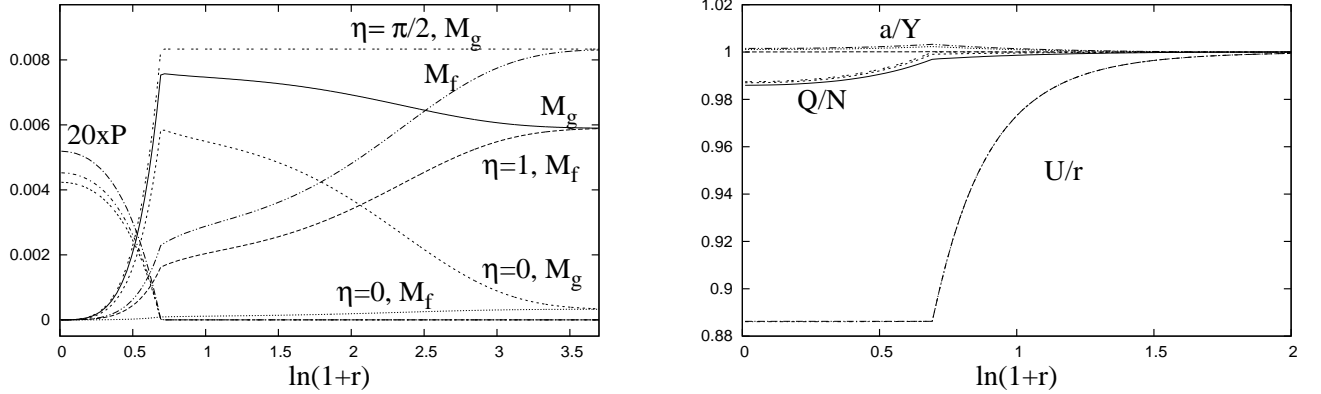 η= π/2, M_g
M_f
M_g
20xP
η=1, M_f
η=0, M_g
η=0, M_f
0.008
0.006
0.004
0.002
0
0 0.5 1 1.5 2 2.5 3 3.5
ln(1+r)
a/Y
Q/N
U/r
1.02
1
0.98
0.96
0.94
0.92
0.9
0.88
0 0.5 1 1.5 2
ln(1+r)